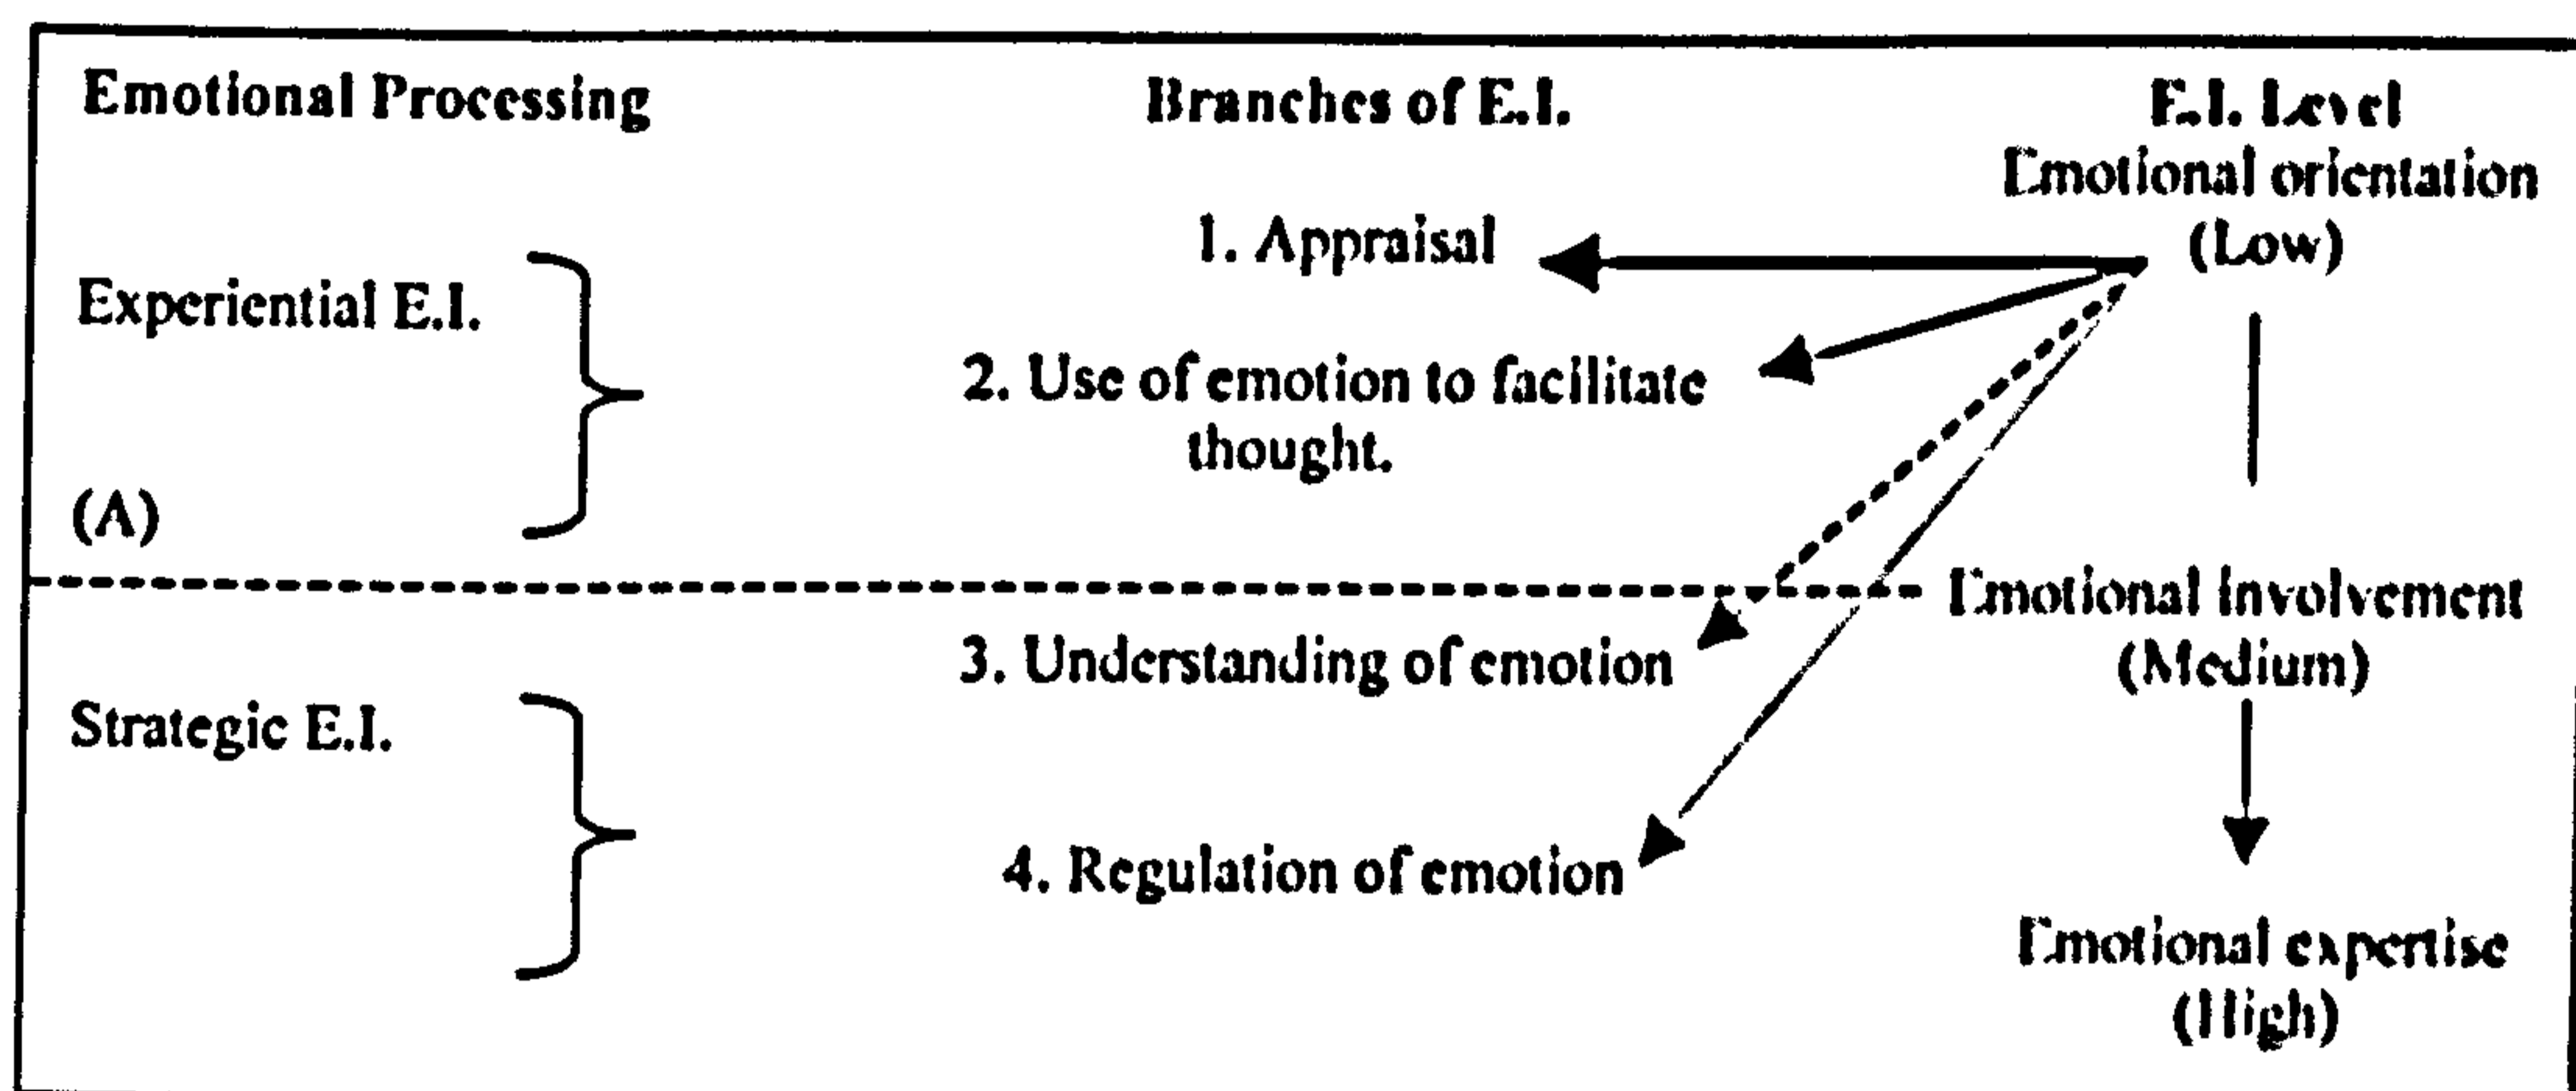 Emotional Processing
Branches of E.I.
E.I. Level
Emotional orientation
(Low)
1. Appraisal
Experiential E.I.
2. Use of emotion to facilitate
thought.
(A)
Emotional Involvement
(Medium)
3. Understanding of emotion
Strategic E.I.
4. Regulation of emotion
Emotional expertise
(High)